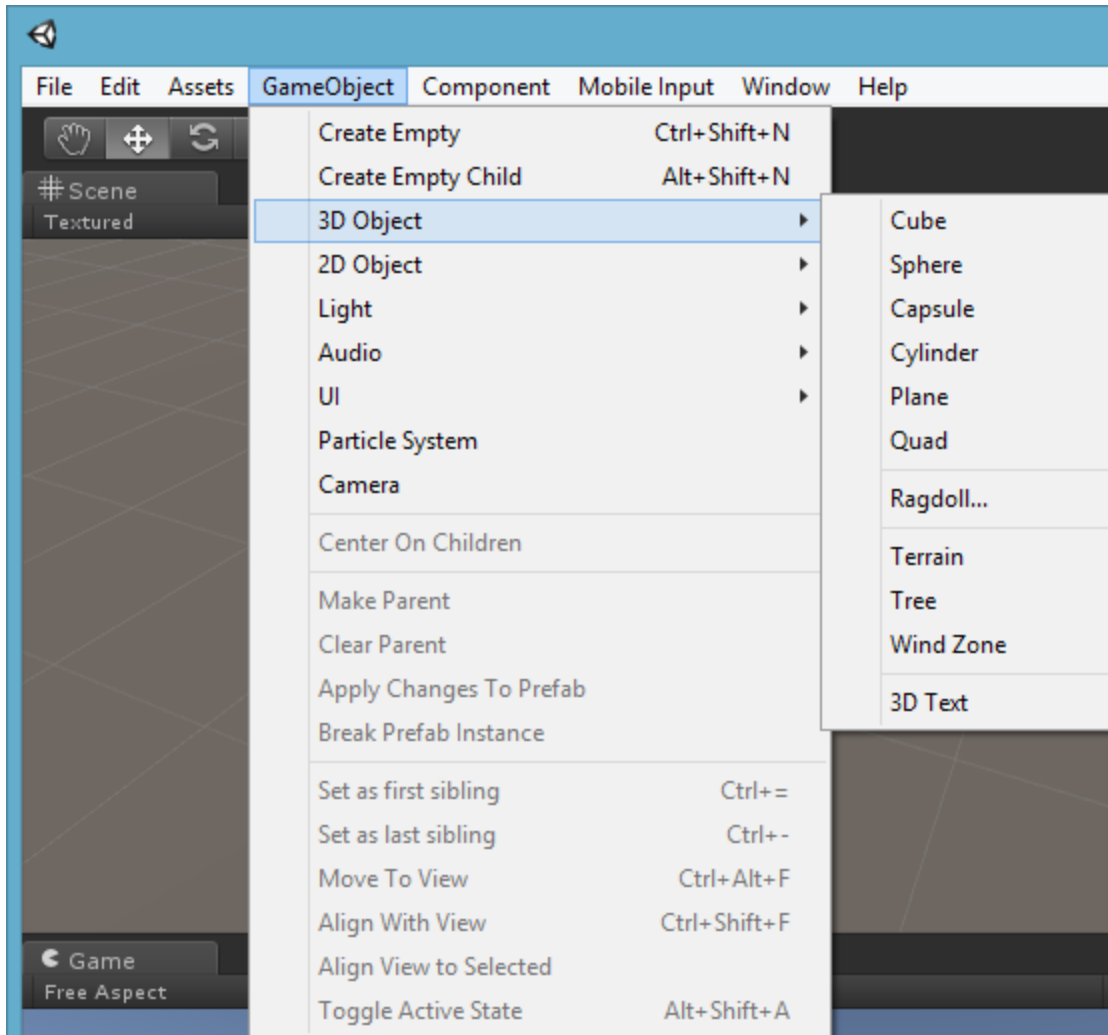 File Edit Assets GameObject Component Mobile Input Window Help
Scene
Textured
Create Empty Ctrl+Shift+N
Create Empty Child Alt+Shift+N
3D Object
2D Object
Light
Audio
UI
Particle System
Camera
Center On Children
Make Parent
Clear Parent
Apply Changes To Prefab
Break Prefab Instance
Set as first sibling Ctrl+=
Set as last sibling Ctrl+-
Move To View Ctrl+Alt+F
Align With View Ctrl+Shift+F
Align View to Selected
Toggle Active State Alt+Shift+A
Cube
Sphere
Capsule
Cylinder
Plane
Quad
Ragdoll...
Terrain
Tree
Wind Zone
3D Text
Game
Free Aspect